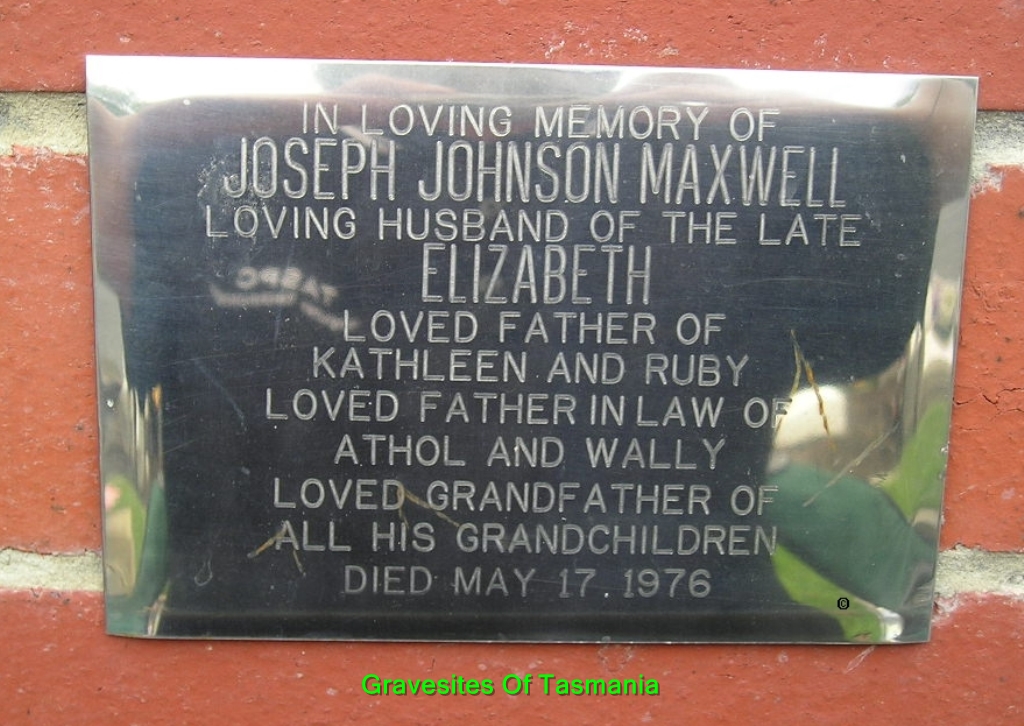 IN LOVING MEMORY OF
JOSEPH JOHNSON MAXWELL
LOVING HUSBAND OF THE LATE
ELIZABETH
LOVED FATHER OF
KATHLEEN AND RUBY
LOVED FATHER IN LAW OF
ATHOL AND WALLY
LOVED GRANDFATHER OF
ALL HIS GRANDCHILDREN
DIED MAY 17 1976
©
Gravesites Of Tasmania